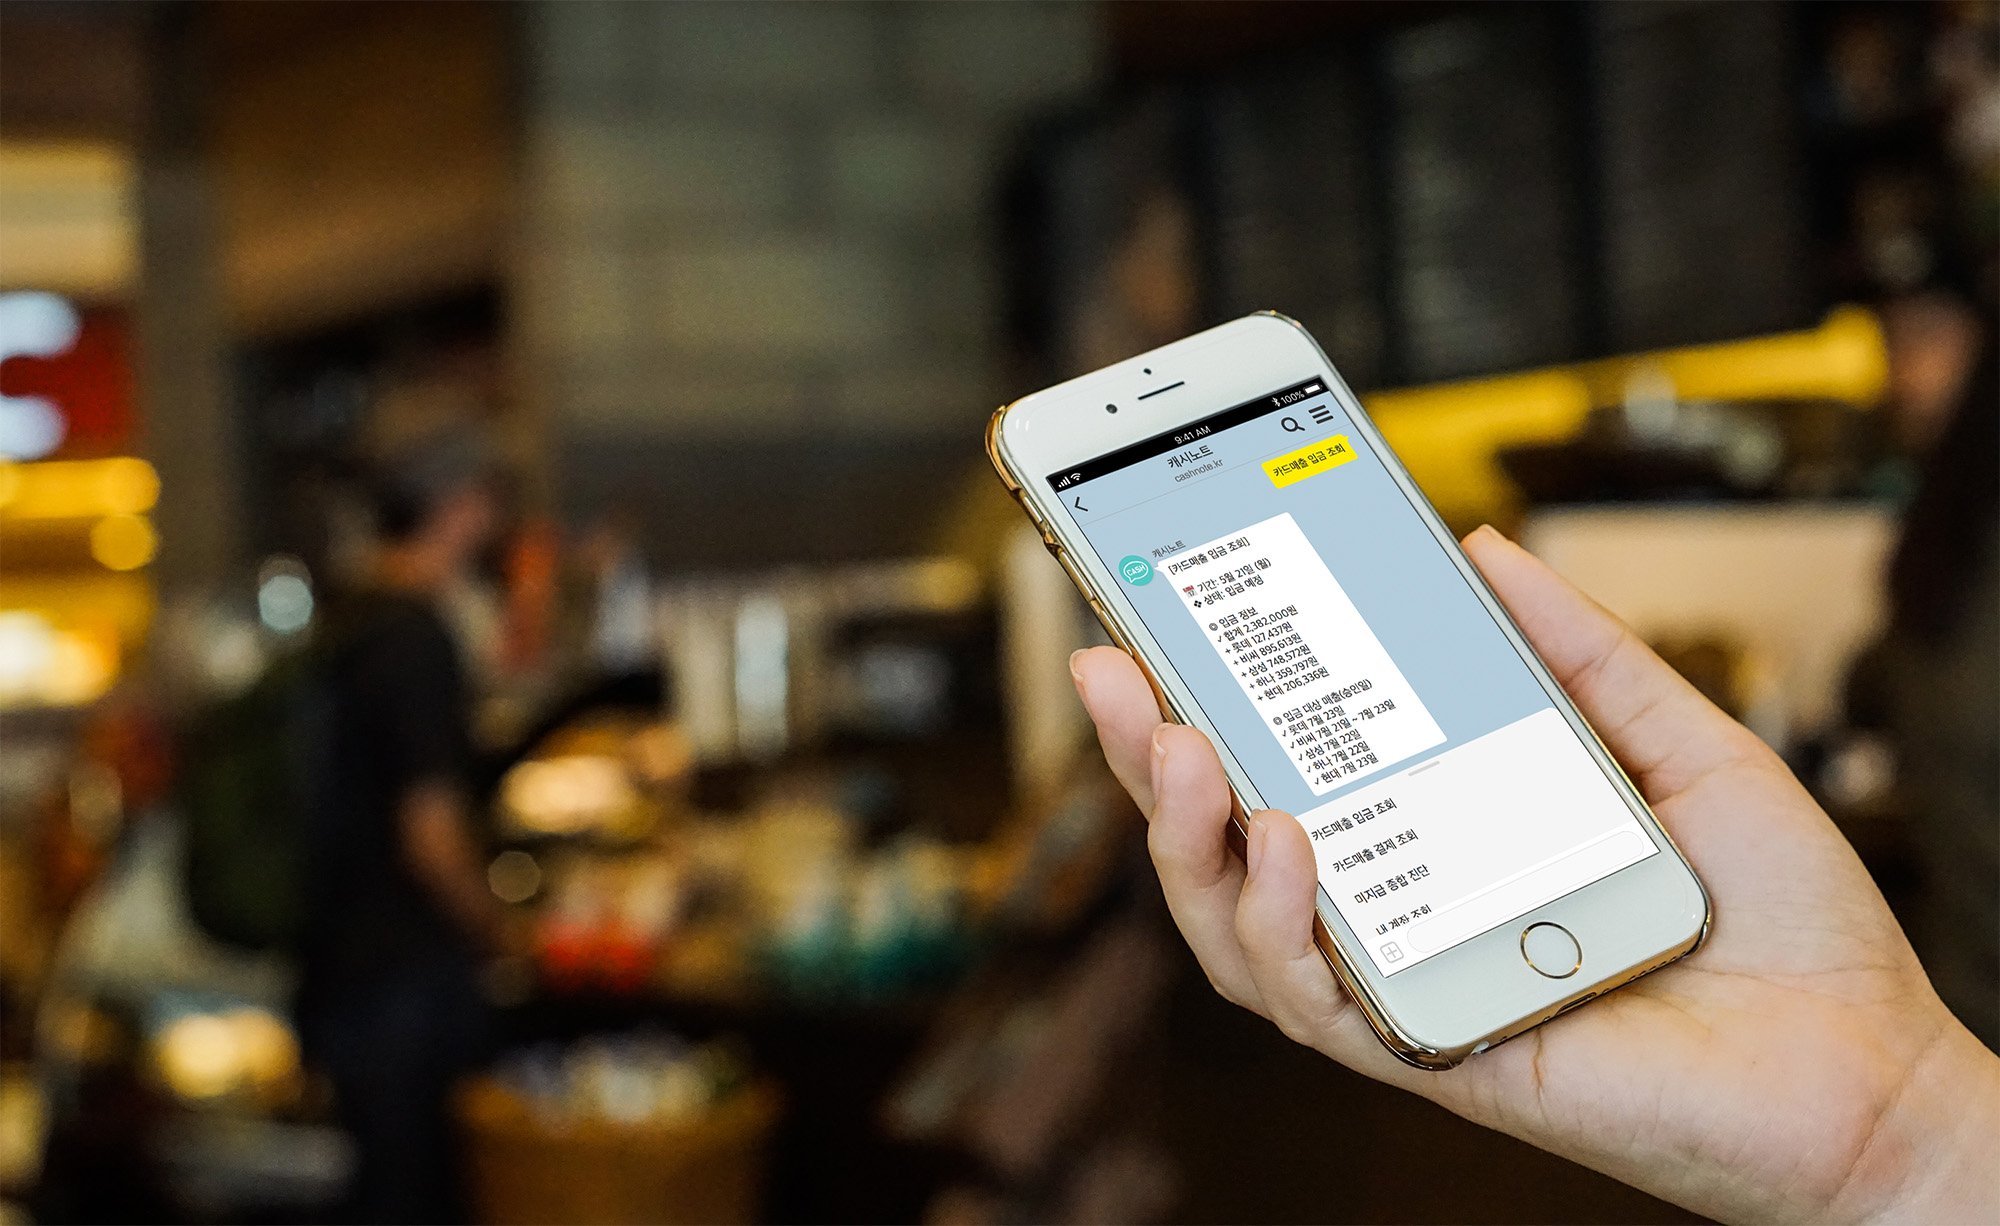 9:41 AM
100%
캐시노트
cashnote.kr
카드매출 입금 조회
캐시노트
CASH
[카드매출 입금 조회]
기간: 5월 21일 (월)
❖ 상태: 입금 예정
◎ 입금 정보
✓ 합계 2,382,000원
+ 롯데 127,437원
+ 비씨 895,613원
+ 삼성 748,572원
+ 하나 359,797원
+ 현대 206,336원
◎ 입금 대상 매출(승인일)
✓ 롯데 7월 23일
✓ 비씨 7월 21일 ~ 7월 23일
✓ 삼성 7월 22일
✓ 하나 7월 22일
✓ 현대 7월 23일
카드매출 입금 조회
카드매출 결제 조회
미지급 종합 진단
내 계좌 조회